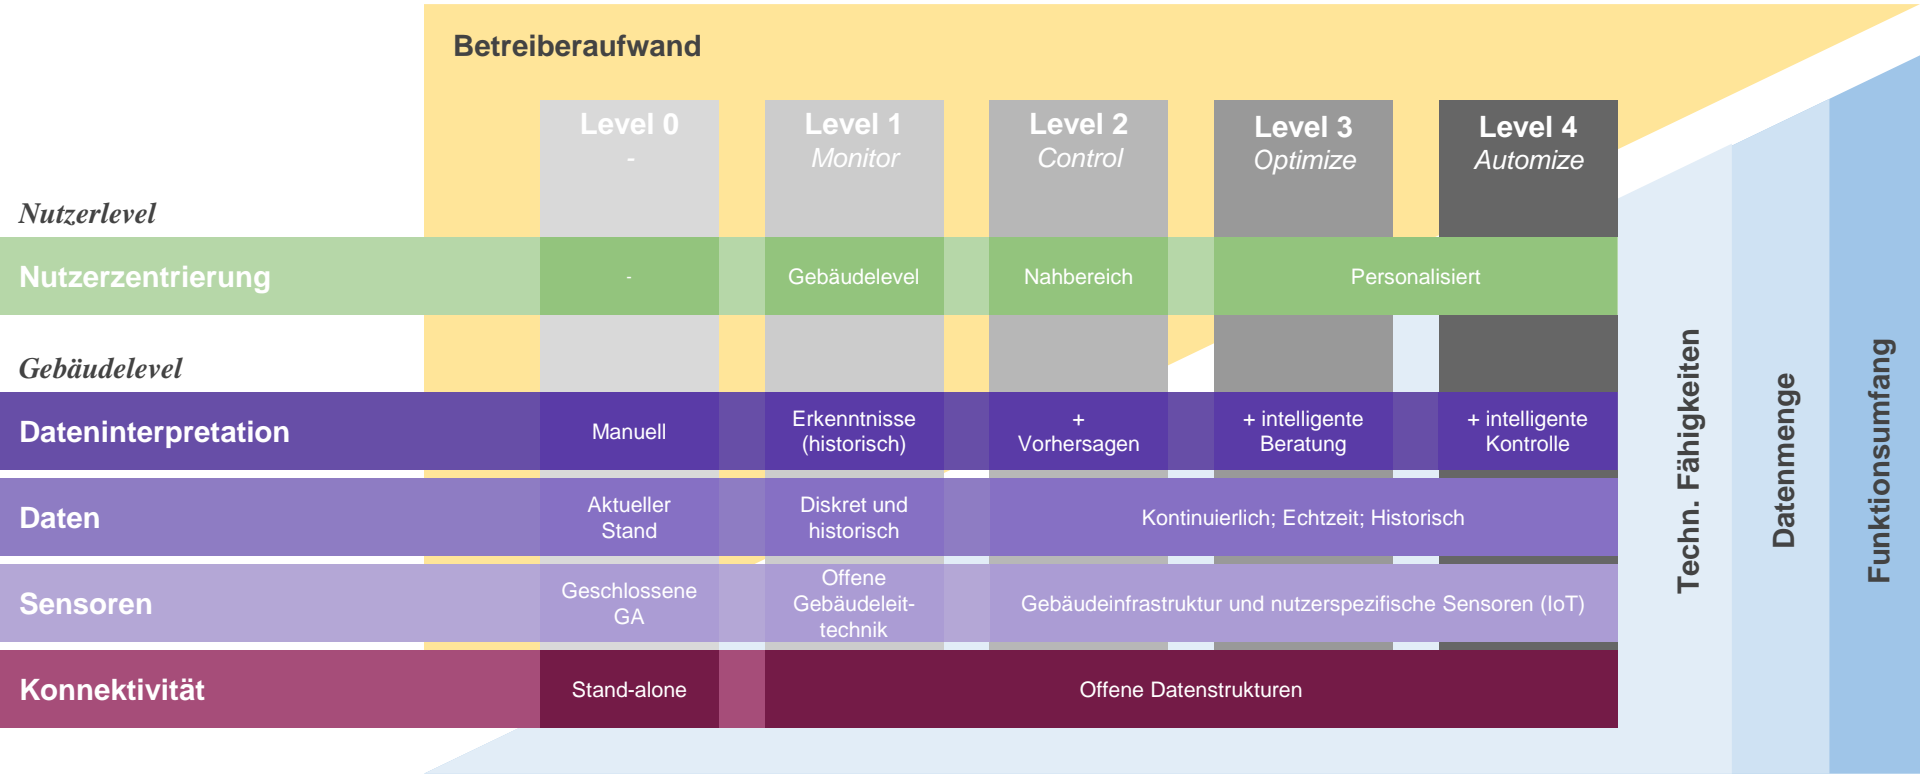 Betreiberaufwand
Level 0
-
Level 1
Monitor
Level 2
Control
Level 3
Optimize
Level 4
Automize
Nutzerlevel
Nutzerzentrierung
-
Gebäudelevel
Nahbereich
Personalisiert
Gebäudelevel
Dateninterpretation
Manuell
Erkenntnisse
(historisch)
+
Vorhersagen
+ intelligente
Beratung
+ intelligente
Kontrolle
Daten
Aktueller
Stand
Diskret und
historisch
Kontinuierlich; Echtzeit; Historisch
Sensoren
Geschlossene
GA
Offene
Gebäudeleit-
technik
Gebäudeinfrastruktur und nutzerspezifische Sensoren (IoT)
Konnektivität
Stand-alone
Offene Datenstrukturen
Techn. Fähigkeiten
Datenmenge
Funktionsumfang